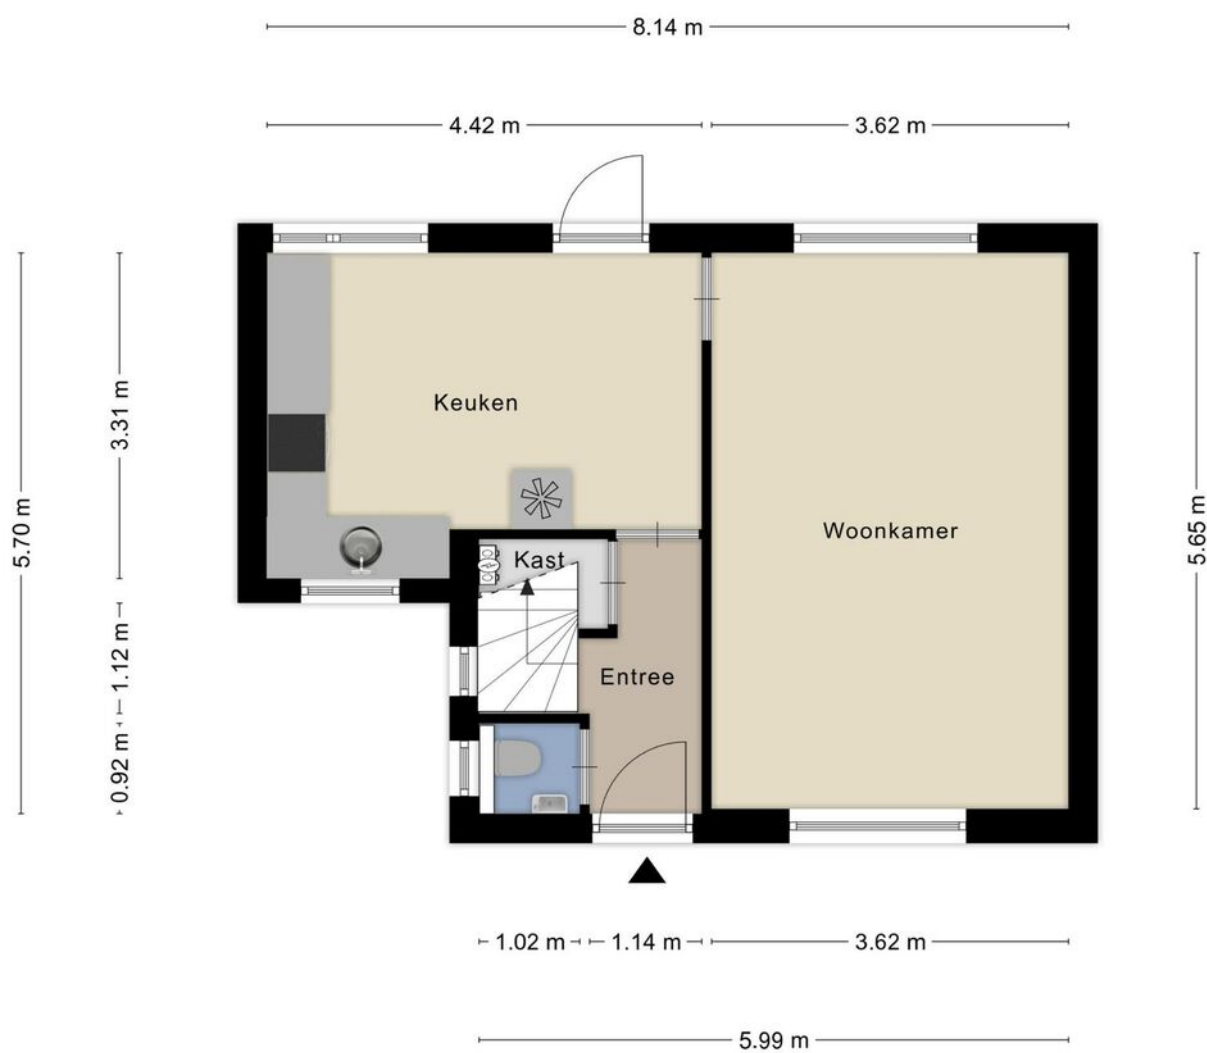 8.14 m
4.42 m
3.62 m
5.70 m
3.31 m
1.12 m
0.92 m
5.65 m
Keuken
Woonkamer
Kast
Entree
1.02 m
1.14 m
3.62 m
5.99 m